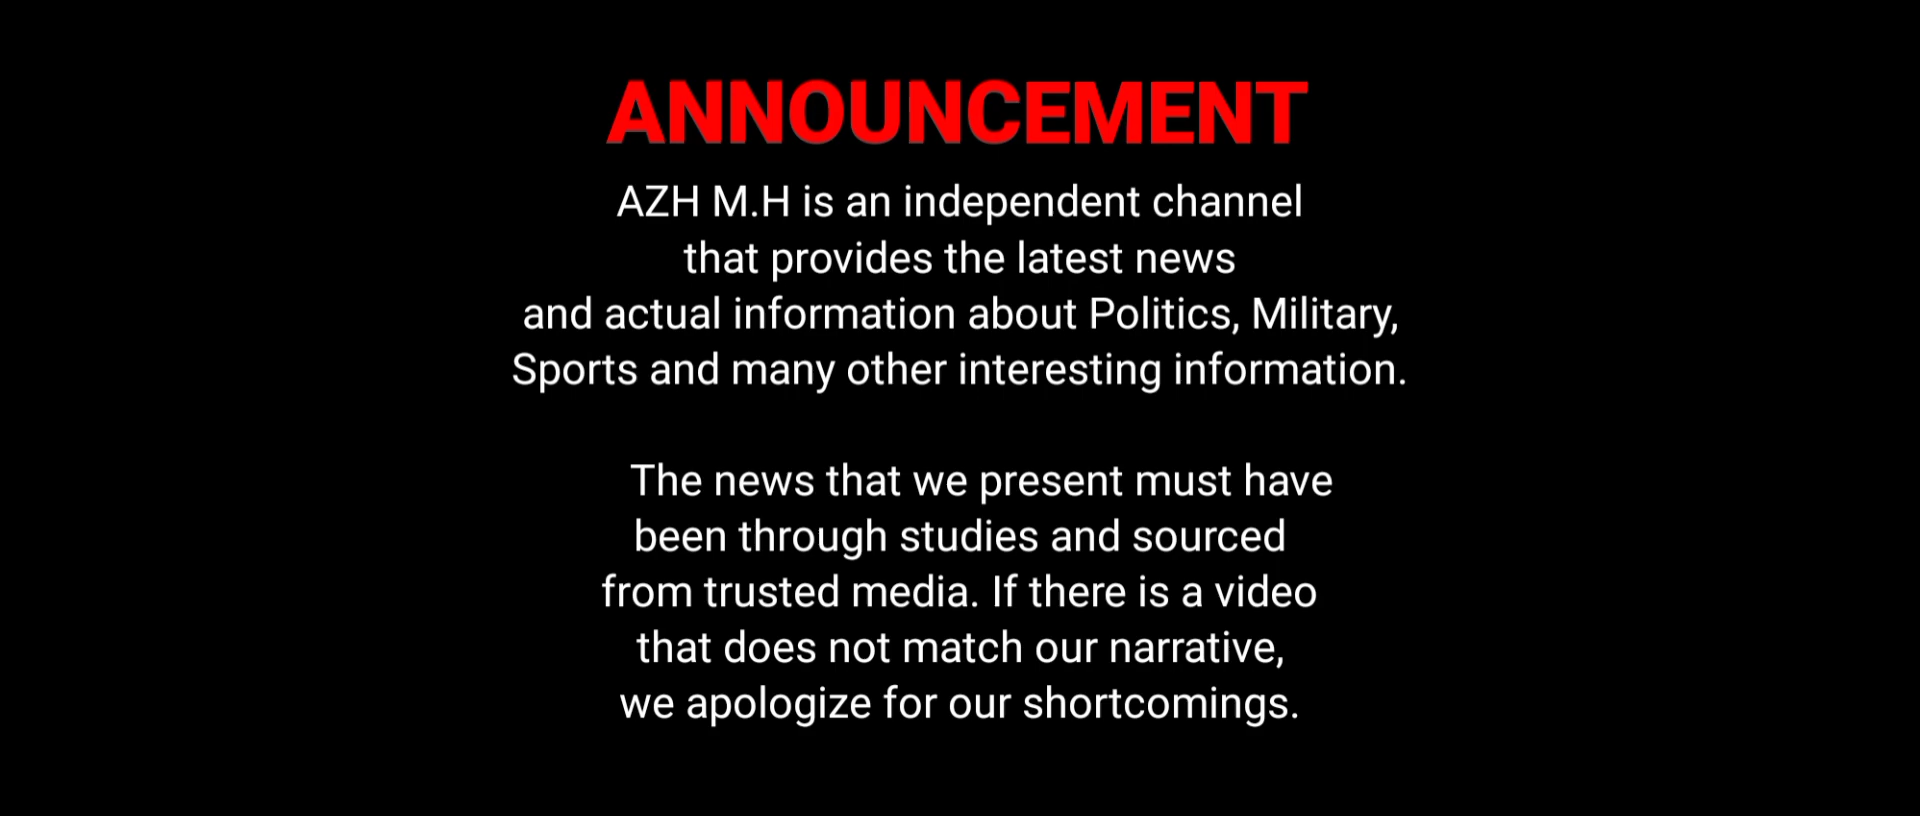 ANNOUNCEMENT
AZH M.H is an independent channel
that provides the latest news
and actual information about Politics, Military,
Sports and many other interesting information.
The news that we present must have
been through studies and sourced
from trusted media. If there is a video
that does not match our narrative,
we apologize for our shortcomings.